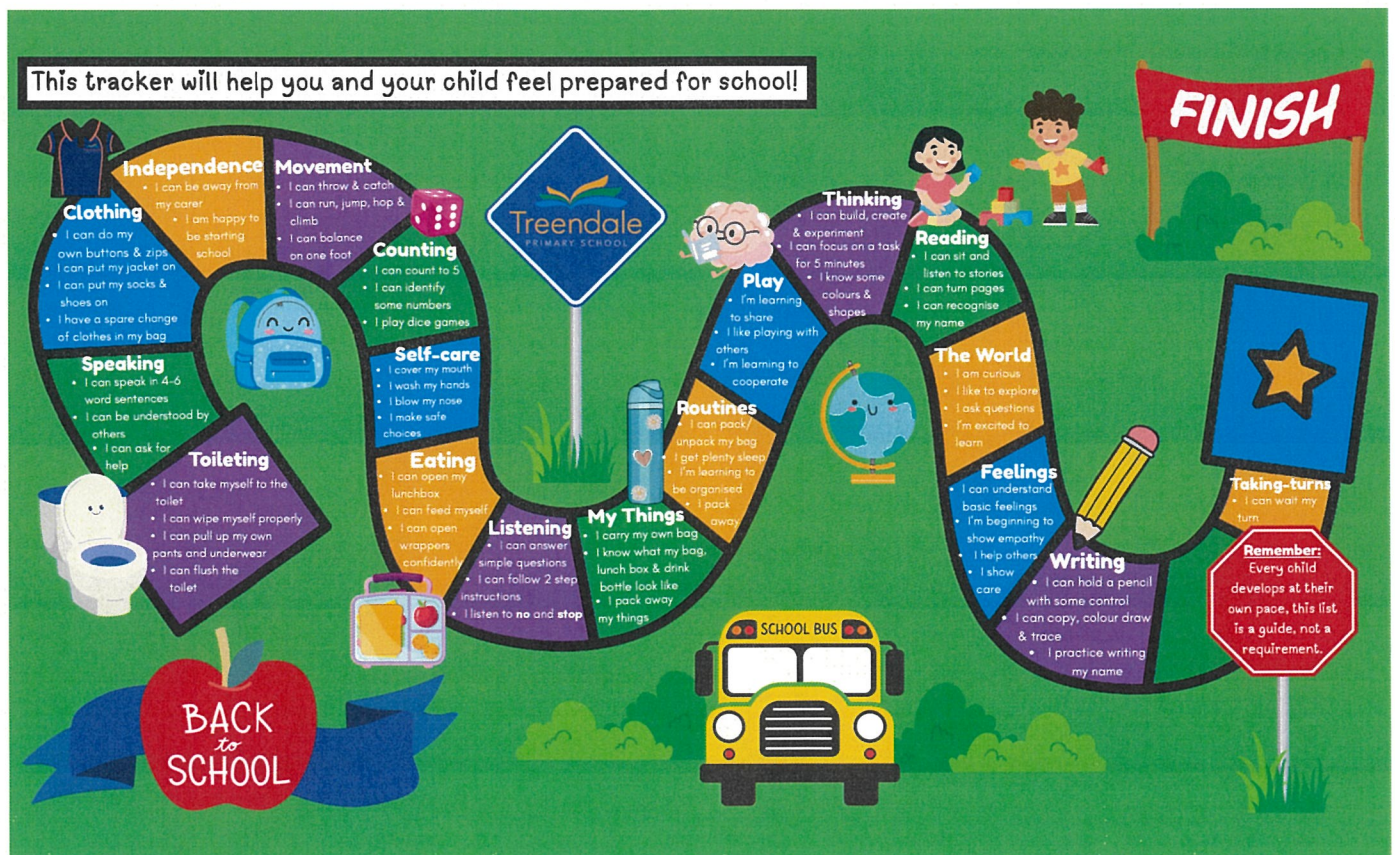 This tracker will help you and your child feel prepared for school!
FINISH
Toileting
• I can take myself to the
toilet
• I can wipe myself properly
• I can pull up my own
pants and underwear
• I can flush the
toilet
Speaking
• I can speak in 4-6
word sentences
• I can be understood by
others
• I can ask for
help
Clothing
• I can do my
own buttons & zips
• I can put my jacket on
• I can put my socks &
shoes on
• I have a spare change
of clothes in my bag
Independence
• I can be away from
my carer
• I am happy to
be starting
school
Movement
• I can throw & catch
• I can run, jump, hop &
climb
• I can balance
on one foot
Counting
• I can count to 5
• I can identify
some numbers
• I play dice games
Self-care
• I cover my mouth
• I wash my hands
• I blow my nose
• I make safe
choices
Eating
• I can open my
lunchbox
• I can feed myself
• I can open
wrappers
confidently
Listening
• I can answer
simple questions
• I can follow 2 step
instructions
• I listen to no and stop
My Things
• I carry my own bag
• I know what my bag,
lunch box & drink
bottle look like
• I pack away
my things
Routines
• I can pack/
unpack my bag
• I get plenty sleep
• I'm learning to
be organised
• I pack
away
Play
• I'm learning
to share
• I like playing with
others
• I'm learning to
cooperate
Thinking
• I can build, create
& experiment
• I can focus on a task
for 5 minutes
• I know some
colours &
shapes
Reading
• I can sit and
listen to stories
• I can turn pages
• I can recognise
my name
The World
• I am curious
• I like to explore
• I ask questions
• I'm excited to
learn
Feelings
• I can understand
basic feelings
• I'm beginning to
show empathy
• I help others
• I show
care
Writing
• I can hold a pencil
with some control
• I can copy, colour draw
& trace
• I practice writing
my name
Taking-turns
• I can wait my
turn
Remember:
Every child
develops at their
own pace, this list
is a guide, not a
requirement.
Treendale
PRIMARY SCHOOL
SCHOOL BUS
BACK
to
SCHOOL